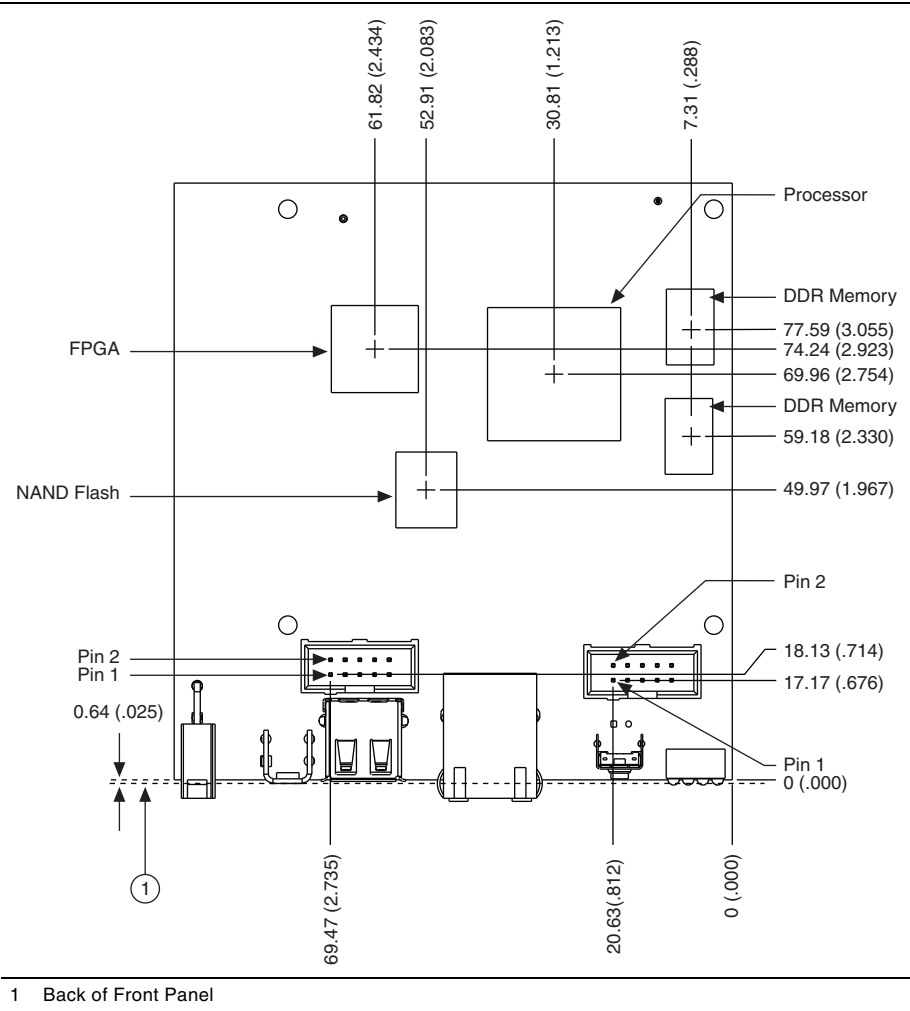 61.82 (2.434)
52.91 (2.083)
30.81 (1.213)
7.31 (.288)
Processor
DDR Memory
77.59 (3.055)
FPGA
74.24 (2.923)
69.96 (2.754)
DDR Memory
59.18 (2.330)
NAND Flash
49.97 (1.967)
Pin 2
18.13 (.714)
Pin 2
Pin 1
17.17 (.676)
0.64 (.025)
Pin 1
0 (.000)
1
69.47 (2.735)
20.63(.812)
0 (.000)
1 Back of Front Panel